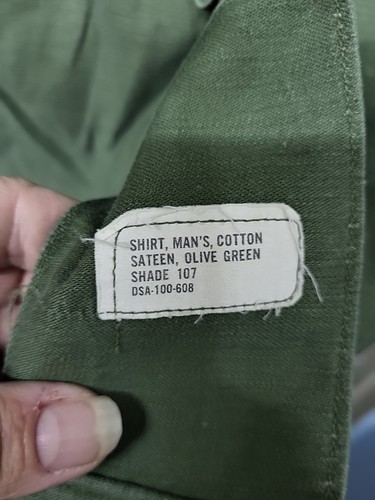 SHIRT, MAN'S, COTTON
SATEEN, OLIVE GREEN
SHADE 107
DSA-100-608